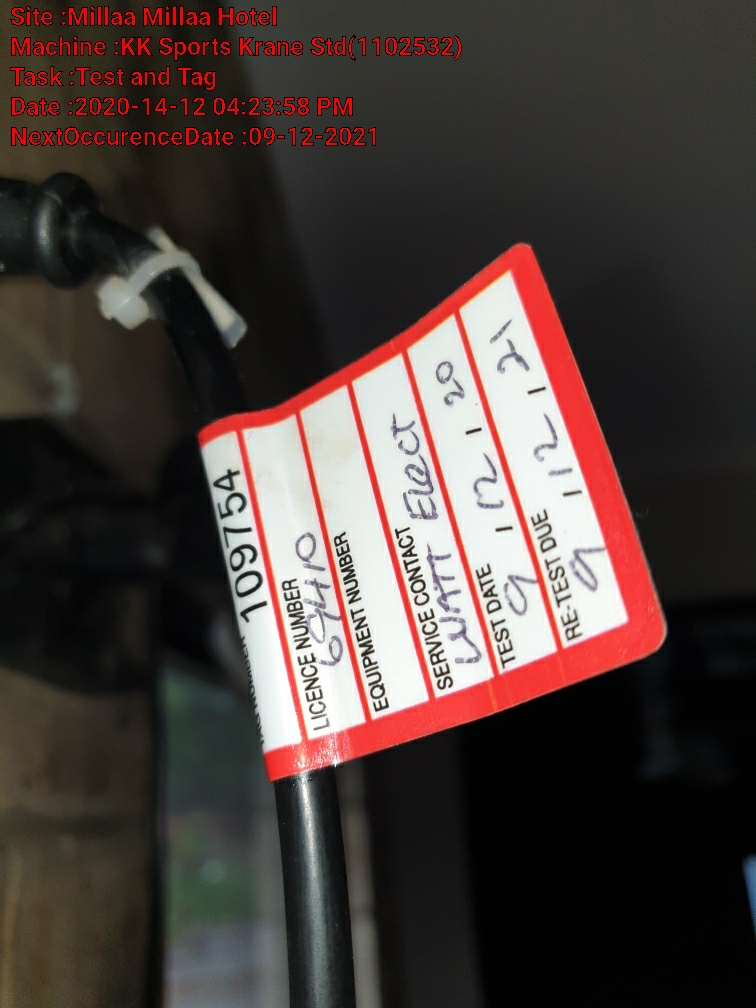 Site :Millaa Millaa Hotel
Machine :KK Sports Krane Std(1102532)
Task :Test and Tag
Date :2020-14-12 04:23:58 PM
NextOccurenceDate :09-12-2021
109754
LICENCE NUMBER
69410
EQUIPMENT NUMBER
SERVICE CONTACT
WATT Elect
TEST DATE
9 / 12 / 20
RE-TEST DUE
9 / 12 / 21